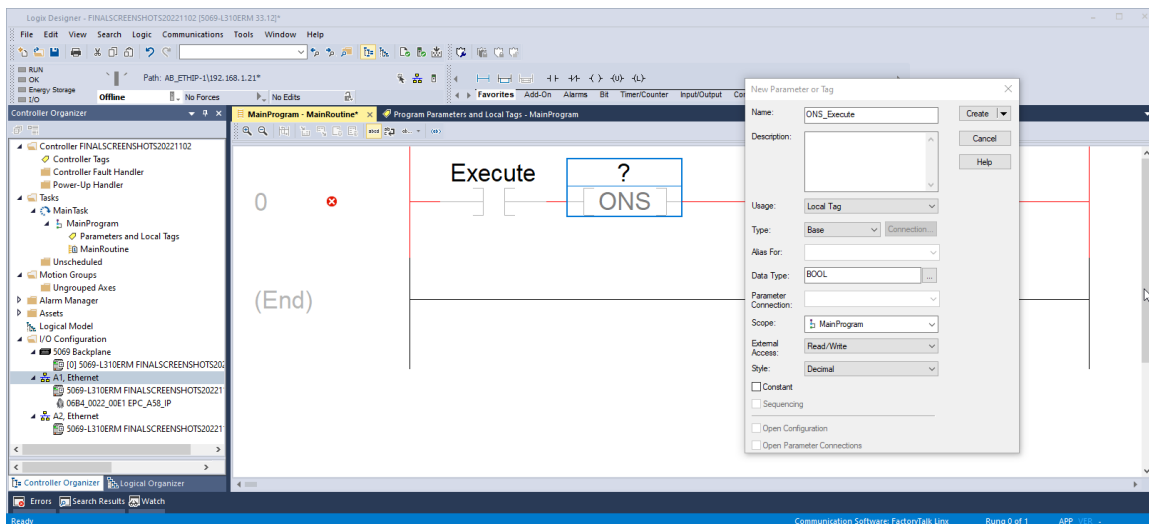 Logix Designer - FINALSCREENSHOTS20221102 [5069-L310ERM 33.12]*
File Edit View Search Logic Communications Tools Window Help
RUN
OK
Energy Storage
I/O
Path: AB_ETHIP-1\192.168.1.21*
Offline
No Forces
No Edits
Favorites Add-On Alarms Bit Timer/Counter Input/Output
Controller Organizer
MainProgram - MainRoutine*
Program Parameters and Local Tags - MainProgram
Controller FINALSCREENSHOTS20221102
Controller Tags
Controller Fault Handler
Power-Up Handler
Tasks
MainTask
MainProgram
Parameters and Local Tags
MainRoutine
Unscheduled
Motion Groups
Ungrouped Axes
Alarm Manager
Assets
Logical Model
I/O Configuration
5069 Backplane
[0] 5069-L310ERM FINALSCREENSHOTS202
A1, Ethernet
5069-L310ERM FINALSCREENSHOTS20221
06B4_0022_00E1 EPC_A58_IP
A2, Ethernet
5069-L310ERM FINALSCREENSHOTS20221
Controller Organizer
Logical Organizer
Execute
?
0
ONS
(End)
New Parameter or Tag
Name: ONS_Execute
Create
Description:
Cancel
Help
Usage: Local Tag
Type: Base
Connection...
Alias For:
Data Type: BOOL
...
Parameter
Connection:
Scope: MainProgram
External
Access: Read/Write
Style: Decimal
Constant
Sequencing
Open Configuration
Open Parameter Connections
Errors
Search Results
Watch
Ready
Communication Software: FactoryTalk Linx
Rung 0 of 1
APP VER